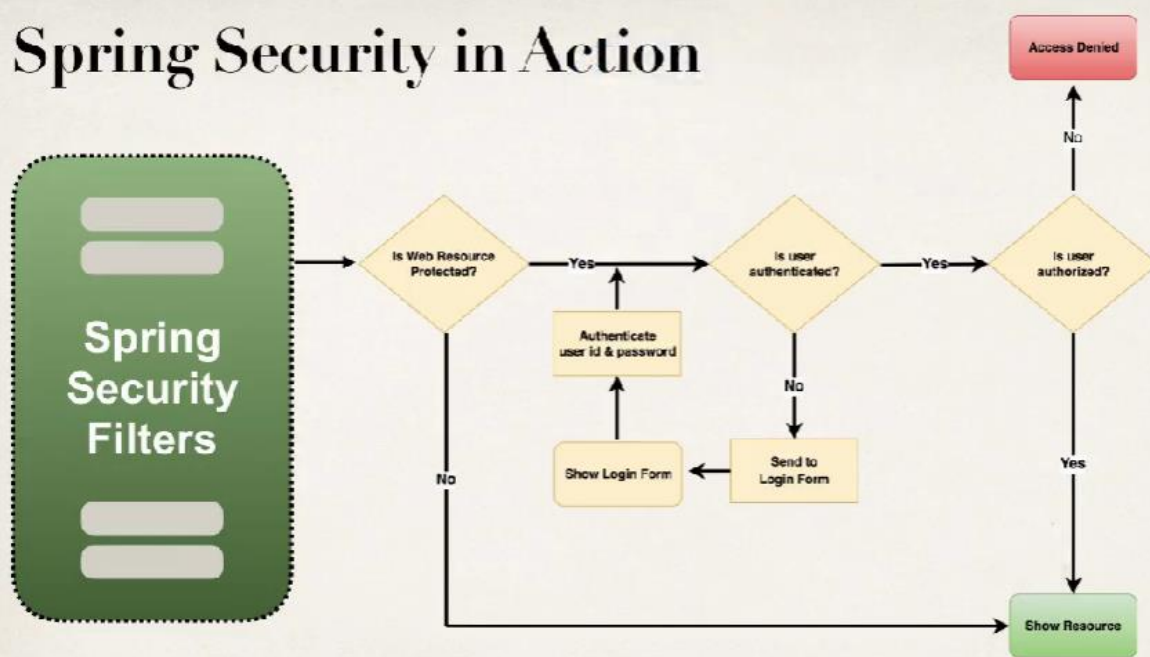 Spring Security in Action
Access Denied
No
Is Web Resource
Protected?
Yes
Is user
authenticated?
Yes
Is user
authorized?
Spring
Security
Filters
Authenticate
user id & password
No
Show Login Form
Send to
Login Form
No
Yes
Show Resource